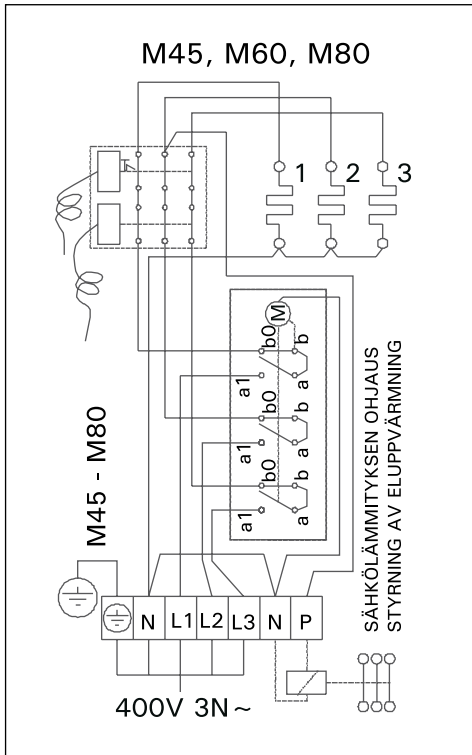 M45, M60, M80
1 2 3
M
b0 b
a1 a
b0 b
a1 a
b0 b
a1 a
M45 - M80
SÄHKÖLÄMMITYKSEN OHJAUS
STYRNING AV ELUPPVÄRMNING
N L1 L2 L3 N P
400V 3N~